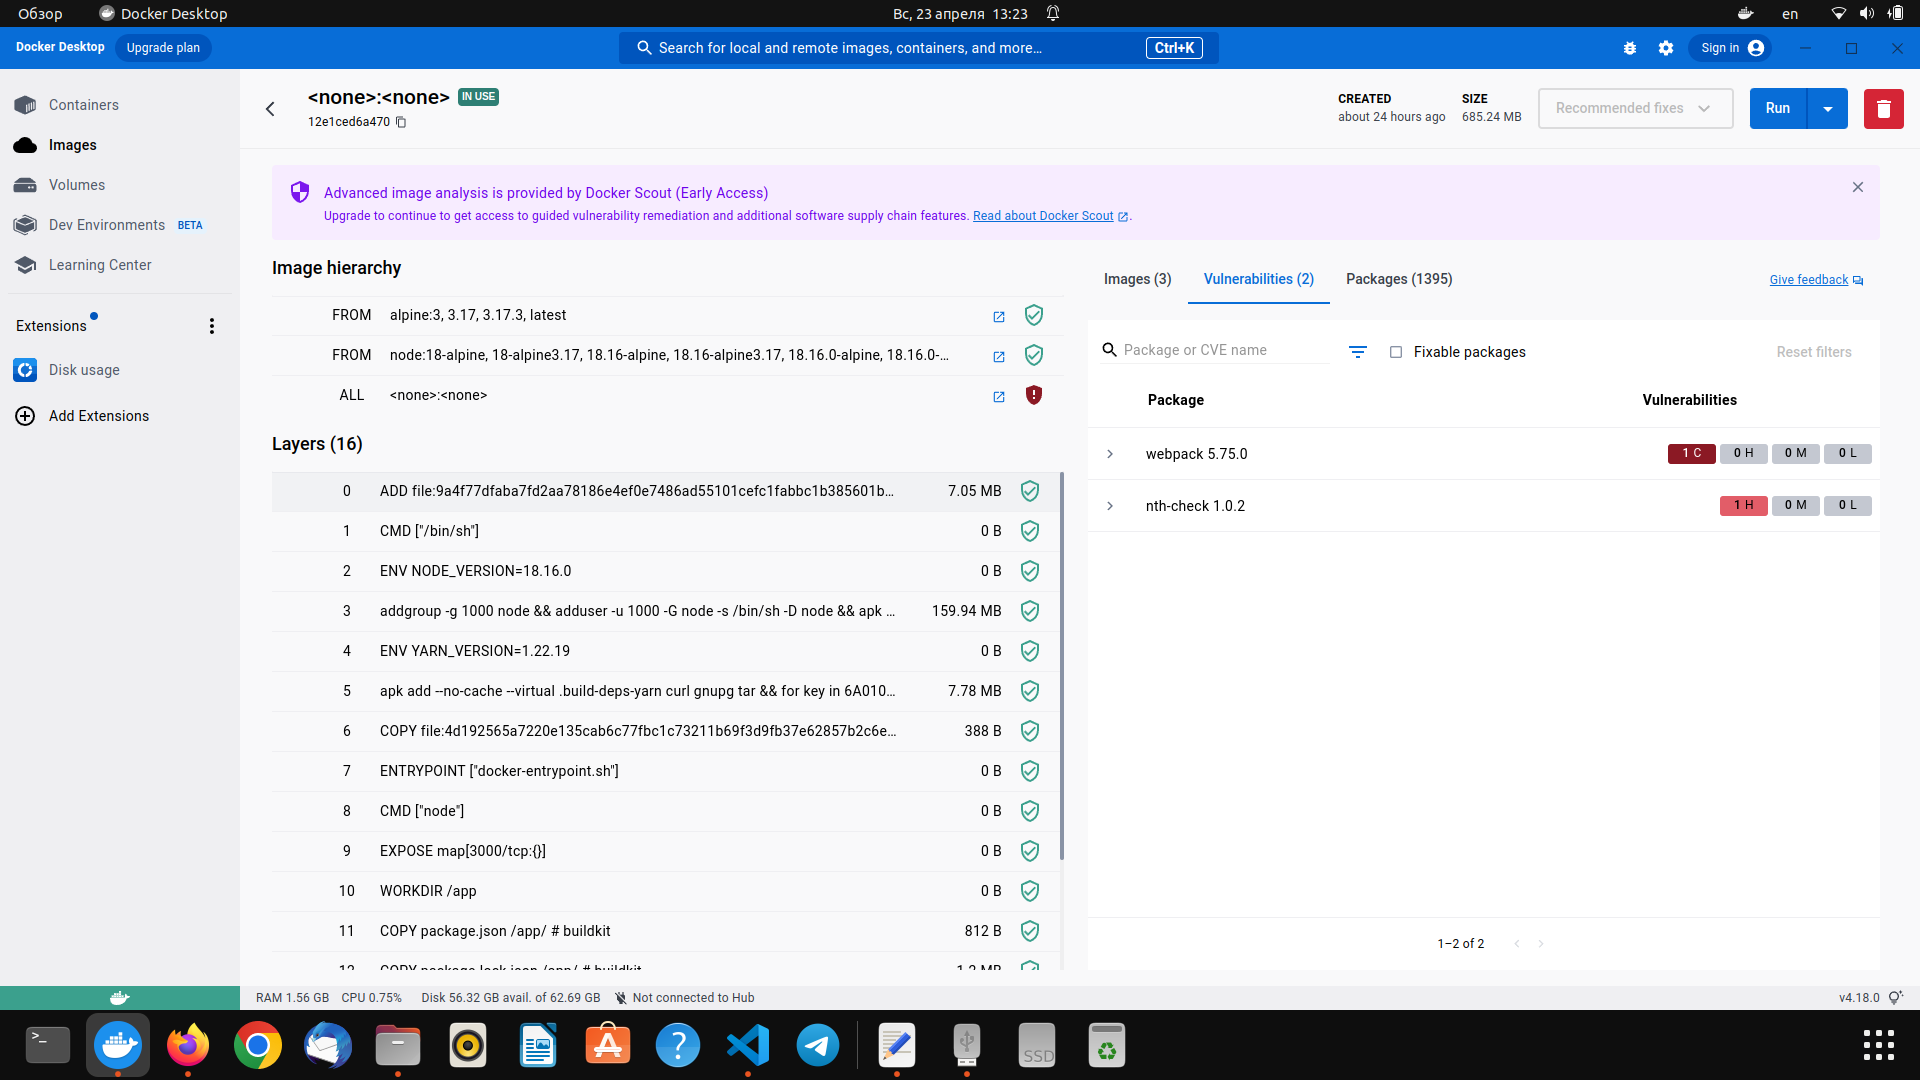 Обзор
Docker Desktop
Вс, 23 апреля 13:23
en
Docker Desktop
Upgrade plan
Search for local and remote images, containers, and more...
Ctrl+K
Sign in
Containers
Images
Volumes
Dev Environments BETA
Learning Center
Extensions
Disk usage
Add Extensions
<none>:<none> IN USE
12e1ced6a470
CREATED
about 24 hours ago
SIZE
685.24 MB
Recommended fixes
Run
Advanced image analysis is provided by Docker Scout (Early Access)
Upgrade to continue to get access to guided vulnerability remediation and additional software supply chain features. Read about Docker Scout.
Image hierarchy
FROM alpine:3, 3.17, 3.17.3, latest
FROM node:18-alpine, 18-alpine3.17, 18.16-alpine, 18.16-alpine3.17, 18.16.0-alpine, 18.16.0-...
ALL <none>:<none>
Layers (16)
0 ADD file:9a4f77dfaba7fd2aa78186e4ef0e7486ad55101cefc1fabbc1b385601b... 7.05 MB
1 CMD ["/bin/sh"] 0 B
2 ENV NODE_VERSION=18.16.0 0 B
3 addgroup -g 1000 node && adduser -u 1000 -G node -s /bin/sh -D node && apk ... 159.94 MB
4 ENV YARN_VERSION=1.22.19 0 B
5 apk add --no-cache --virtual .build-deps-yarn curl gnupg tar && for key in 6A010... 7.78 MB
6 COPY file:4d192565a7220e135cab6c77fbc1c73211b69f3d9fb37e62857b2c6e... 388 B
7 ENTRYPOINT ["docker-entrypoint.sh"] 0 B
8 CMD ["node"] 0 B
9 EXPOSE map[3000/tcp:{}] 0 B
10 WORKDIR /app 0 B
11 COPY package.json /app/ # buildkit 812 B
12 COPY package-lock.json /app/ # buildkit 1.2 MB
Images (3)
Vulnerabilities (2)
Packages (1395)
Give feedback
Package or CVE name
Fixable packages
Reset filters
Package Vulnerabilities
webpack 5.75.0 1 C 0 H 0 M 0 L
nth-check 1.0.2 1 H 0 M 0 L
1–2 of 2
RAM 1.56 GB CPU 0.75% Disk 56.32 GB avail. of 62.69 GB Not connected to Hub
v4.18.0
>_
?
SSD